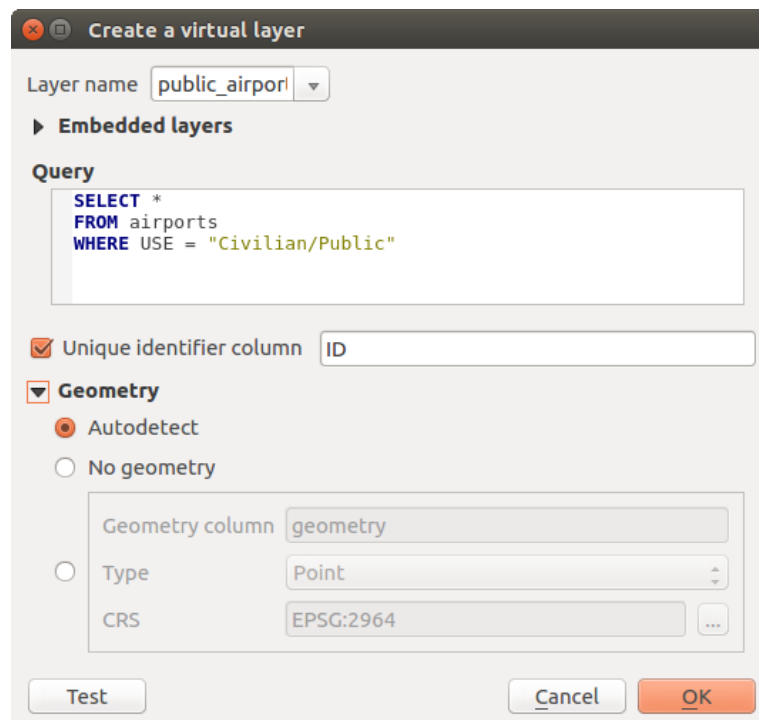 Create a virtual layer
Layer name public_airport
Embedded layers
Query
SELECT *
FROM airports
WHERE USE = "Civilian/Public"
Unique identifier column ID
Geometry
Autodetect
No geometry
Geometry column geometry
Type Point
CRS EPSG:2964 ...
Test Cancel OK